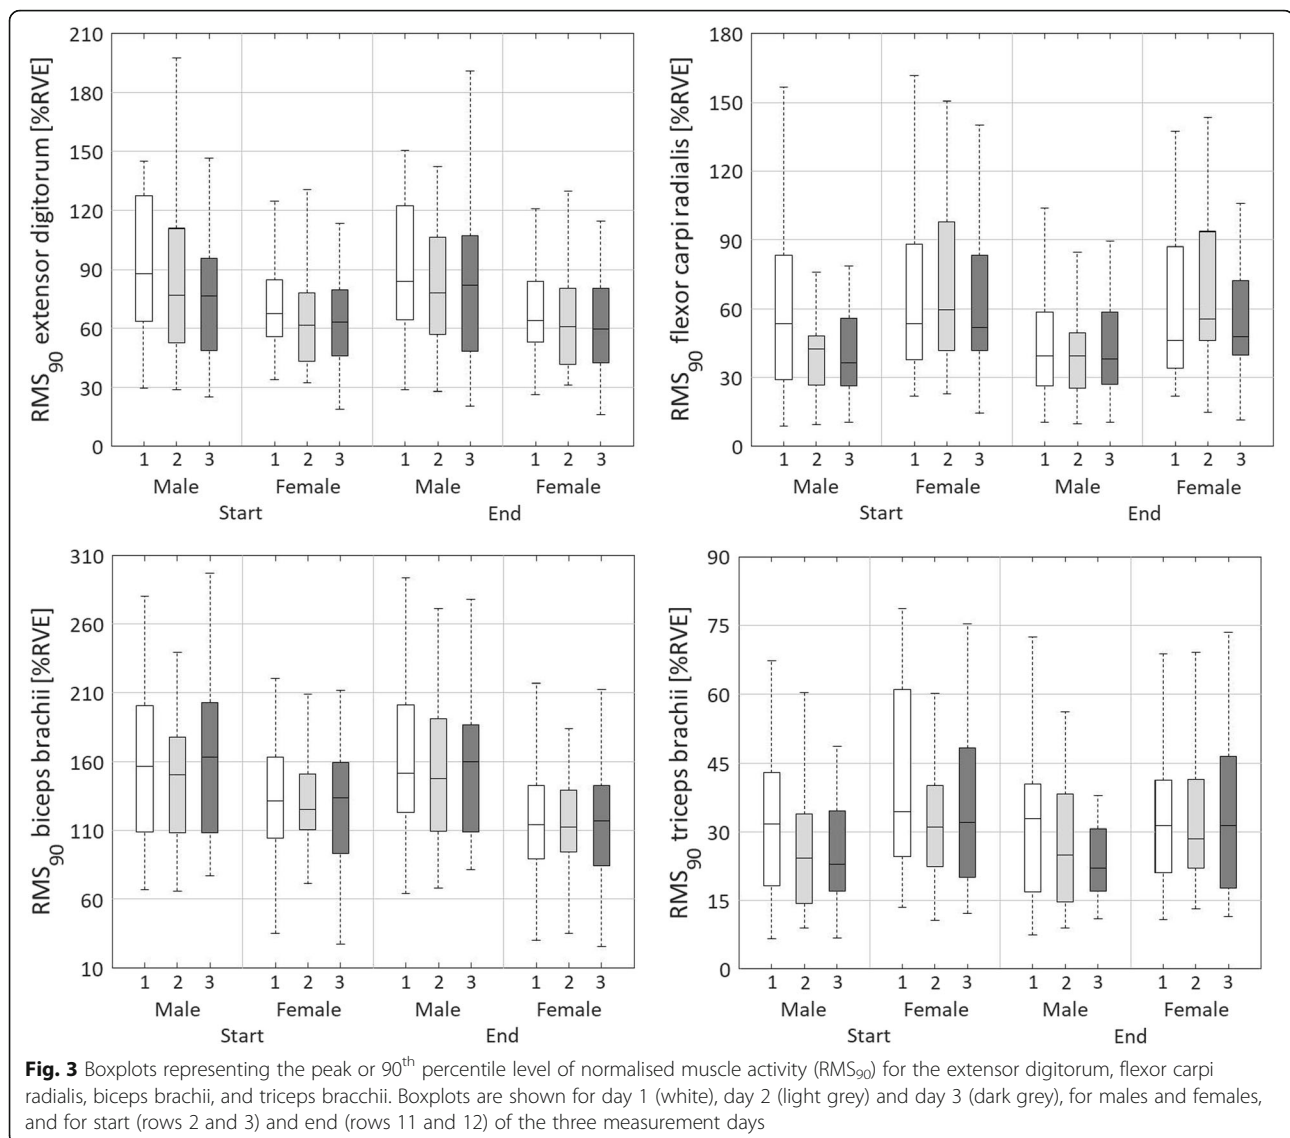 RMS90 extensor digitorum [%RVE]
210
180
150
120
90
60
30
0
1 2 3 1 2 3 1 2 3 1 2 3
Male Female Male Female
Start End
RMS90 flexor carpi radialis [%RVE]
180
150
120
90
60
30
0
1 2 3 1 2 3 1 2 3 1 2 3
Male Female Male Female
Start End
RMS90 biceps brachii [%RVE]
310
260
210
160
110
60
10
1 2 3 1 2 3 1 2 3 1 2 3
Male Female Male Female
Start End
RMS90 triceps brachii [%RVE]
90
75
60
45
30
15
0
1 2 3 1 2 3 1 2 3 1 2 3
Male Female Male Female
Start End
Fig. 3 Boxplots representing the peak or 90th percentile level of normalised muscle activity (RMS90) for the extensor digitorum, flexor carpi
radialis, biceps brachii, and triceps bracchii. Boxplots are shown for day 1 (white), day 2 (light grey) and day 3 (dark grey), for males and females,
and for start (rows 2 and 3) and end (rows 11 and 12) of the three measurement days